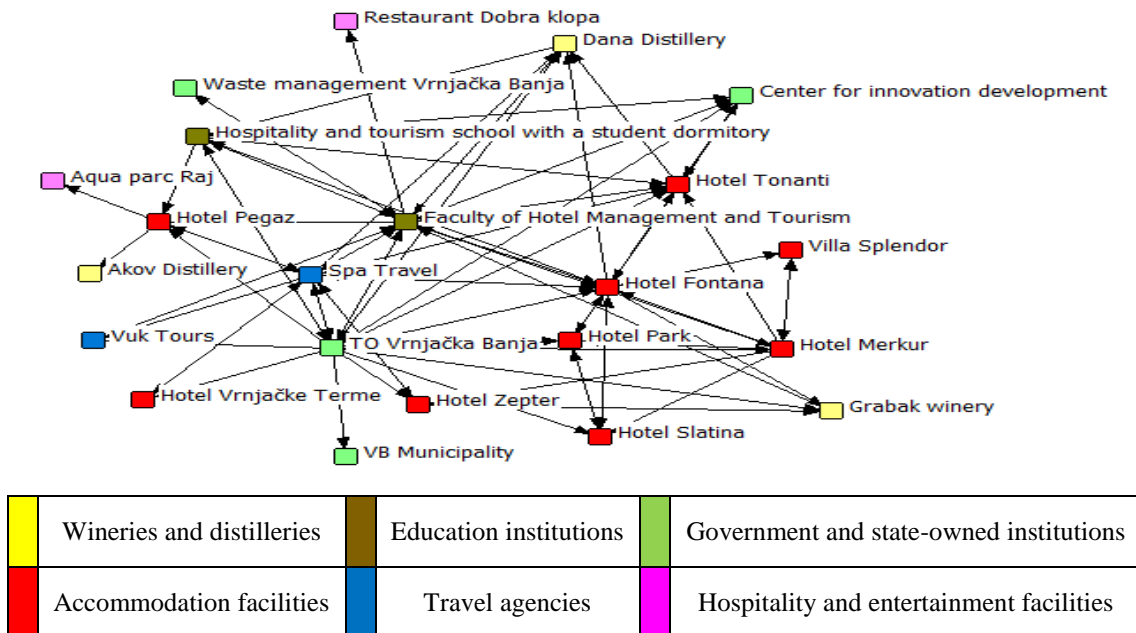 Restaurant Dobra klopa
Dana Distillery
Waste management Vrnjačka Banja
Center for innovation development
Hospitality and tourism school with a student dormitory
Aqua parc Raj
Hotel Tonanti
Hotel Pegaz
Faculty of Hotel Management and Tourism
Villa Splendor
Akov Distillery
Spa Travel
Hotel Fontana
Vuk Tours
TO Vrnjačka Banja
Hotel Park
Hotel Merkur
Hotel Vrnjačke Terme
Hotel Zepter
Grabak winery
Hotel Slatina
VB Municipality
Wineries and distilleries
Education institutions
Government and state-owned institutions
Accommodation facilities
Travel agencies
Hospitality and entertainment facilities